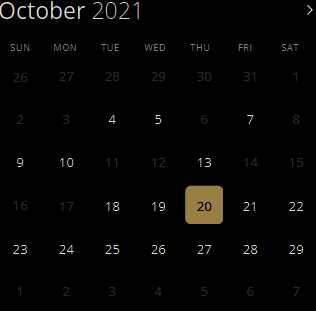 October 2021
SUN MON TUE WED THU FRI SAT
26 27 28 29 30 31 1
2 3 4 5 6 7 8
9 10 11 12 13 14 15
16 17 18 19 20 21 22
23 24 25 26 27 28 29
1 2 3 4 5 6 7